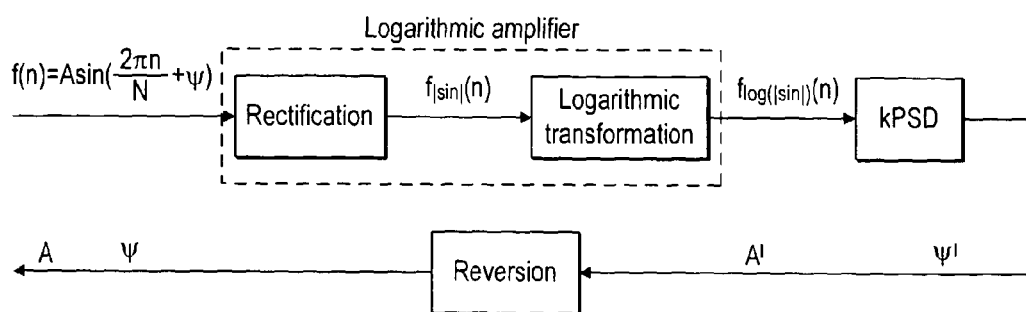 Logarithmic amplifier
f(n)=Asin(2πn/N +ψ)
Rectification
f|sin|(n)
Logarithmic
transformation
flog(|sin|)(n)
kPSD
A ψ
Reversion
A' ψ'